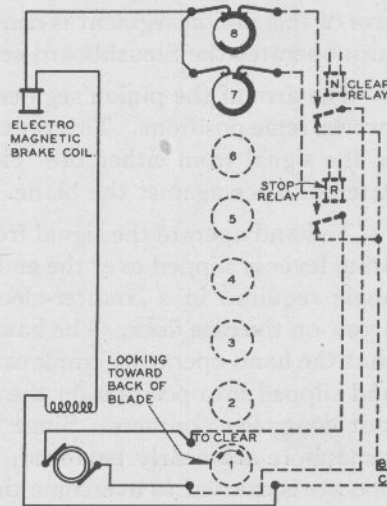 8
7
N
CLEAR
RELAY
ELECTRO
MAGNETIC
BRAKE COIL.
6
STOP
RELAY
R
5
4
3
LOOKING
TOWARD
BACK OF
BLADE
2
TO CLEAR
1
B
C